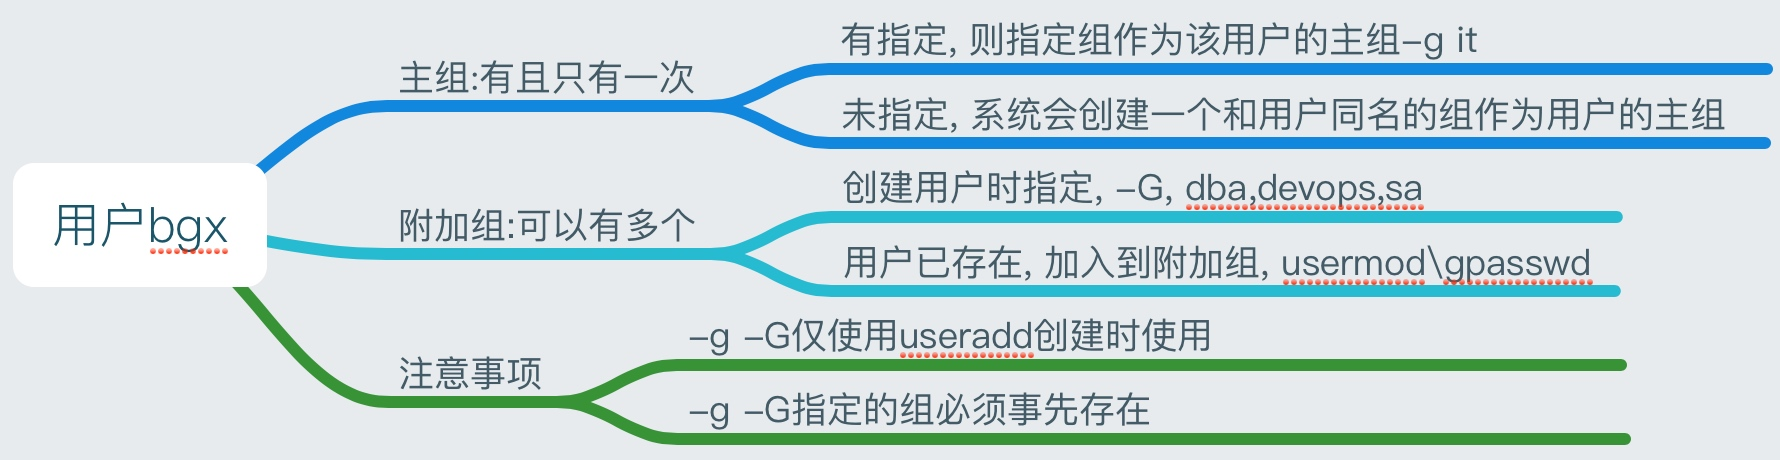 用户bgx
主组:有且只有一次
有指定, 则指定组作为该用户的主组-g it
未指定, 系统会创建一个和用户同名的组作为用户的主组
附加组:可以有多个
创建用户时指定, -G, dba,devops,sa
用户已存在, 加入到附加组, usermod\gpasswd
注意事项
-g -G仅使用useradd创建时使用
-g -G指定的组必须事先存在